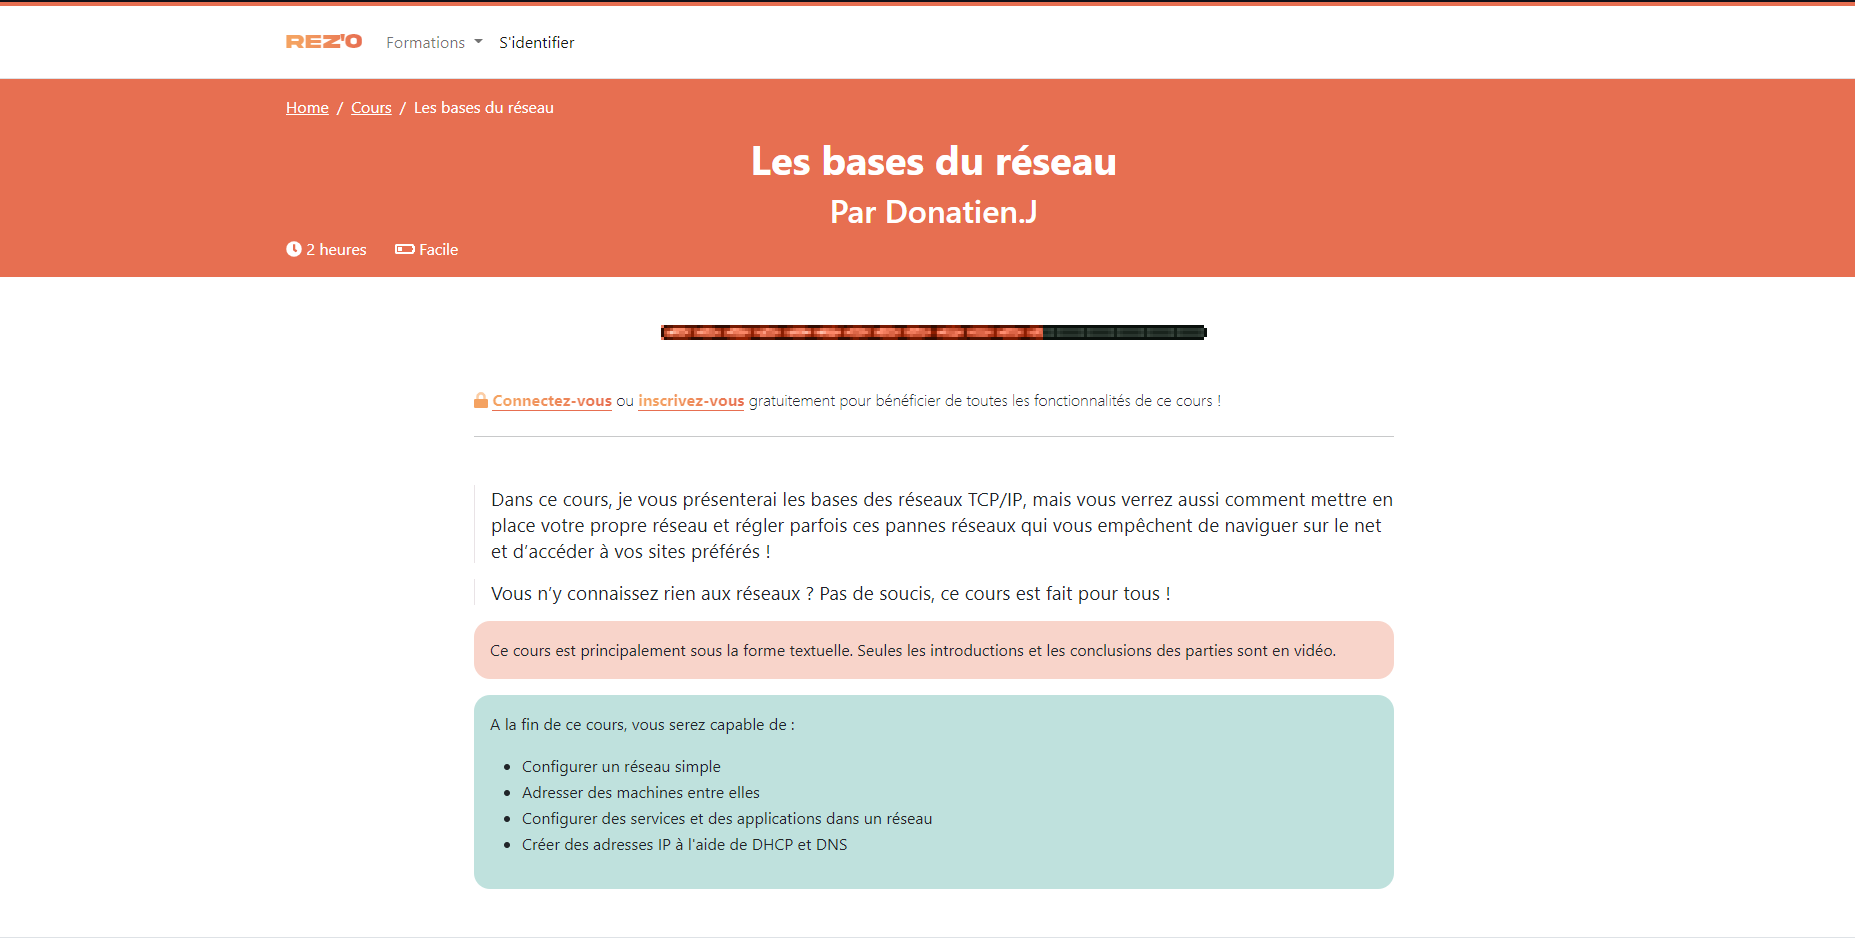 REZ'O
Formations
S'identifier
Home / Cours / Les bases du réseau
Les bases du réseau
Par Donatien.J
2 heures
Facile
Connectez-vous ou inscrivez-vous gratuitement pour bénéficier de toutes les fonctionnalités de ce cours !
Dans ce cours, je vous présenterai les bases des réseaux TCP/IP, mais vous verrez aussi comment mettre en
place votre propre réseau et régler parfois ces pannes réseaux qui vous empêchent de naviguer sur le net
et d’accéder à vos sites préférés !
Vous n’y connaissez rien aux réseaux ? Pas de soucis, ce cours est fait pour tous !
Ce cours est principalement sous la forme textuelle. Seules les introductions et les conclusions des parties sont en vidéo.
A la fin de ce cours, vous serez capable de :
Configurer un réseau simple
Adresser des machines entre elles
Configurer des services et des applications dans un réseau
Créer des adresses IP à l'aide de DHCP et DNS